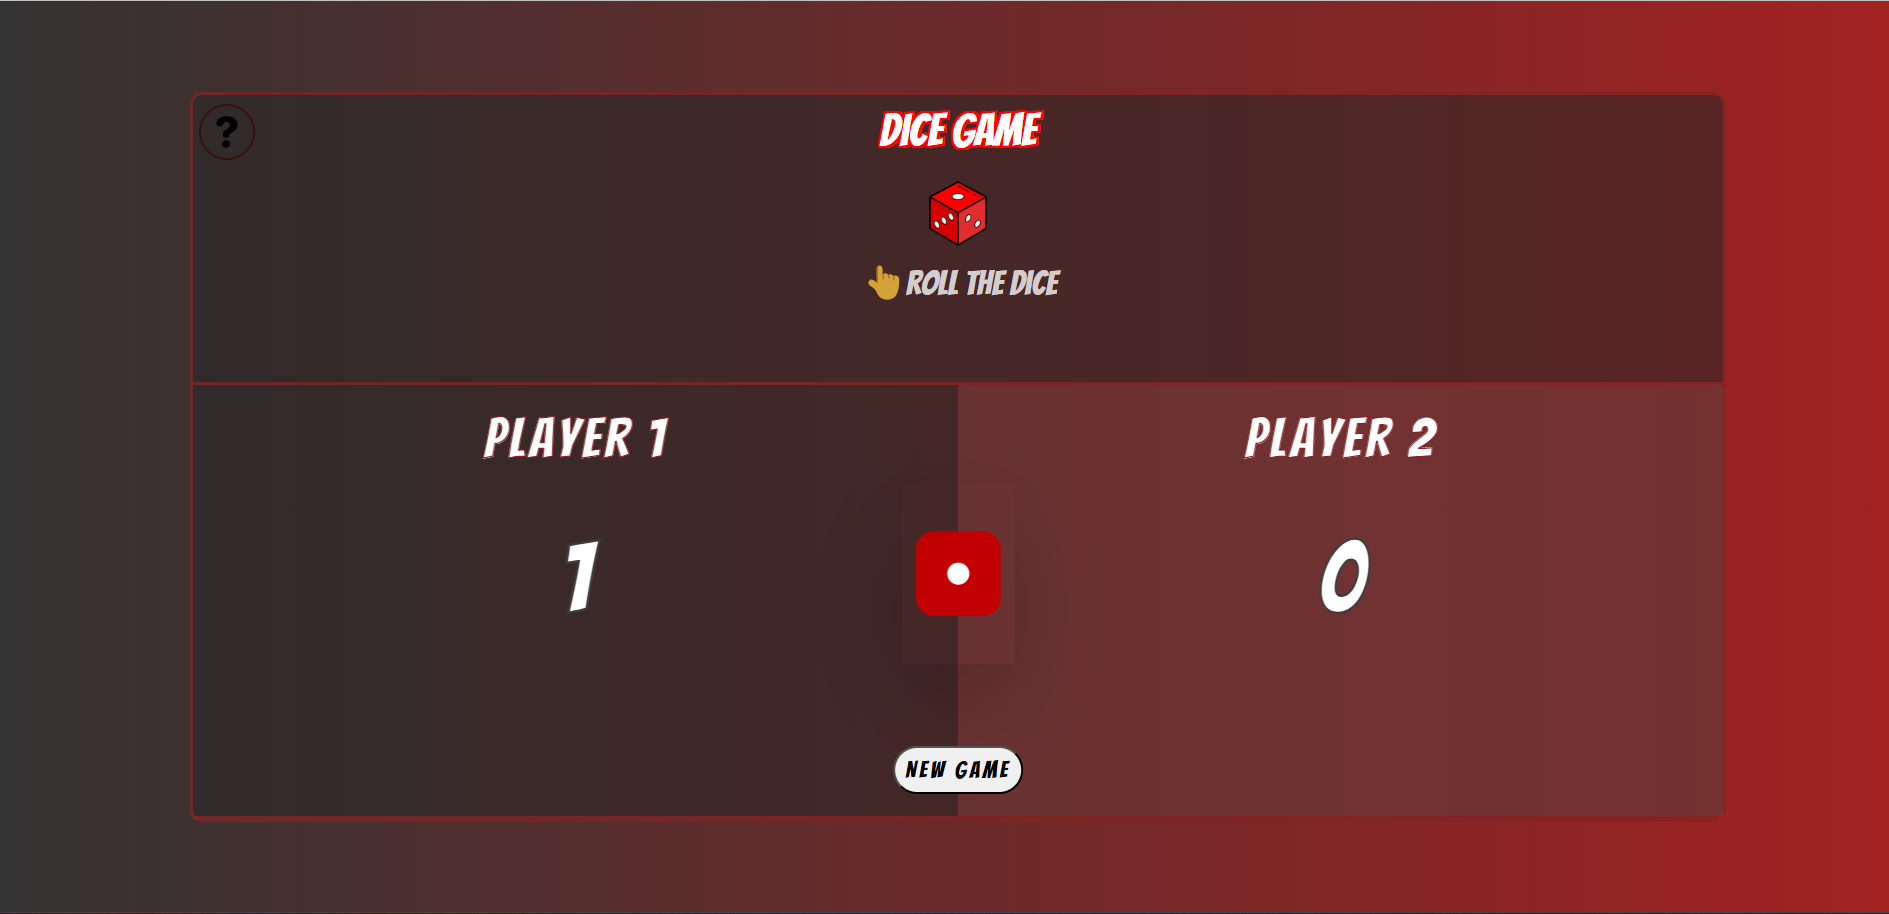 ?
DICE GAME
👆 ROLL THE DICE
PLAYER 1
PLAYER 2
1
0
NEW GAME